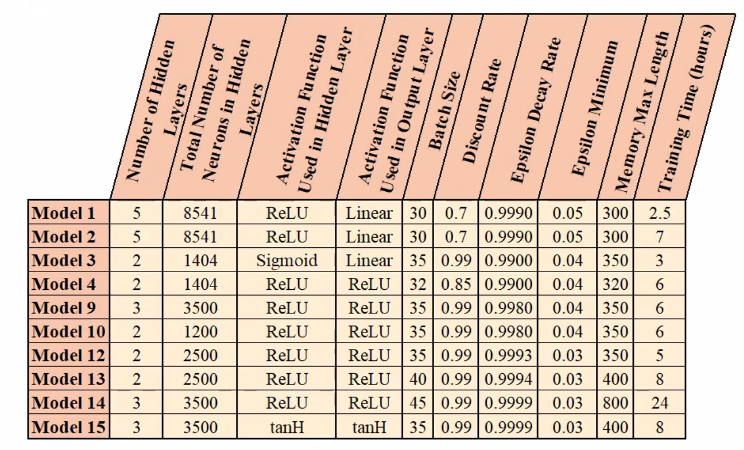 Number of Hidden
Layers
Total Number of
Neurons in Hidden
Layers
Activation Function
Used in Hidden Layer
Activation Function
Used in Output Layer
Batch Size
Discount Rate
Epsilon Decay Rate
Epsilon Minimum
Memory Max Length
Training Time (hours)
Model 1 5 8541 ReLU Linear 30 0.7 0.9990 0.05 300 2.5
Model 2 5 8541 ReLU Linear 30 0.7 0.9990 0.05 300 7
Model 3 2 1404 Sigmoid Linear 35 0.99 0.9900 0.04 350 3
Model 4 2 1404 ReLU ReLU 32 0.85 0.9900 0.04 320 6
Model 9 3 3500 ReLU ReLU 35 0.99 0.9980 0.04 350 6
Model 10 2 1200 ReLU ReLU 35 0.99 0.9980 0.04 350 6
Model 12 2 2500 ReLU ReLU 35 0.99 0.9993 0.03 350 5
Model 13 2 2500 ReLU ReLU 40 0.99 0.9994 0.03 400 8
Model 14 3 3500 ReLU ReLU 45 0.99 0.9999 0.03 800 24
Model 15 3 3500 tanH tanH 35 0.99 0.9999 0.03 400 8